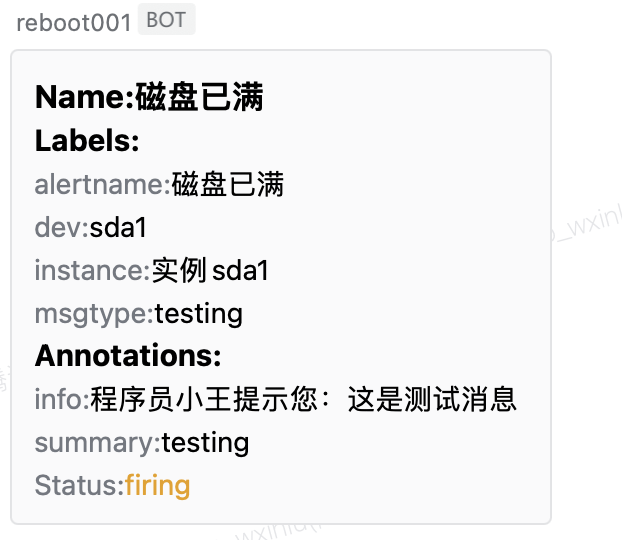 reboot001 BOT
Name:磁盘已满
Labels:
alertname:磁盘已满
dev:sda1
instance:实例 sda1
msgtype:testing
Annotations:
info:程序员小王提示您：这是测试消息
summary:testing
Status:firing